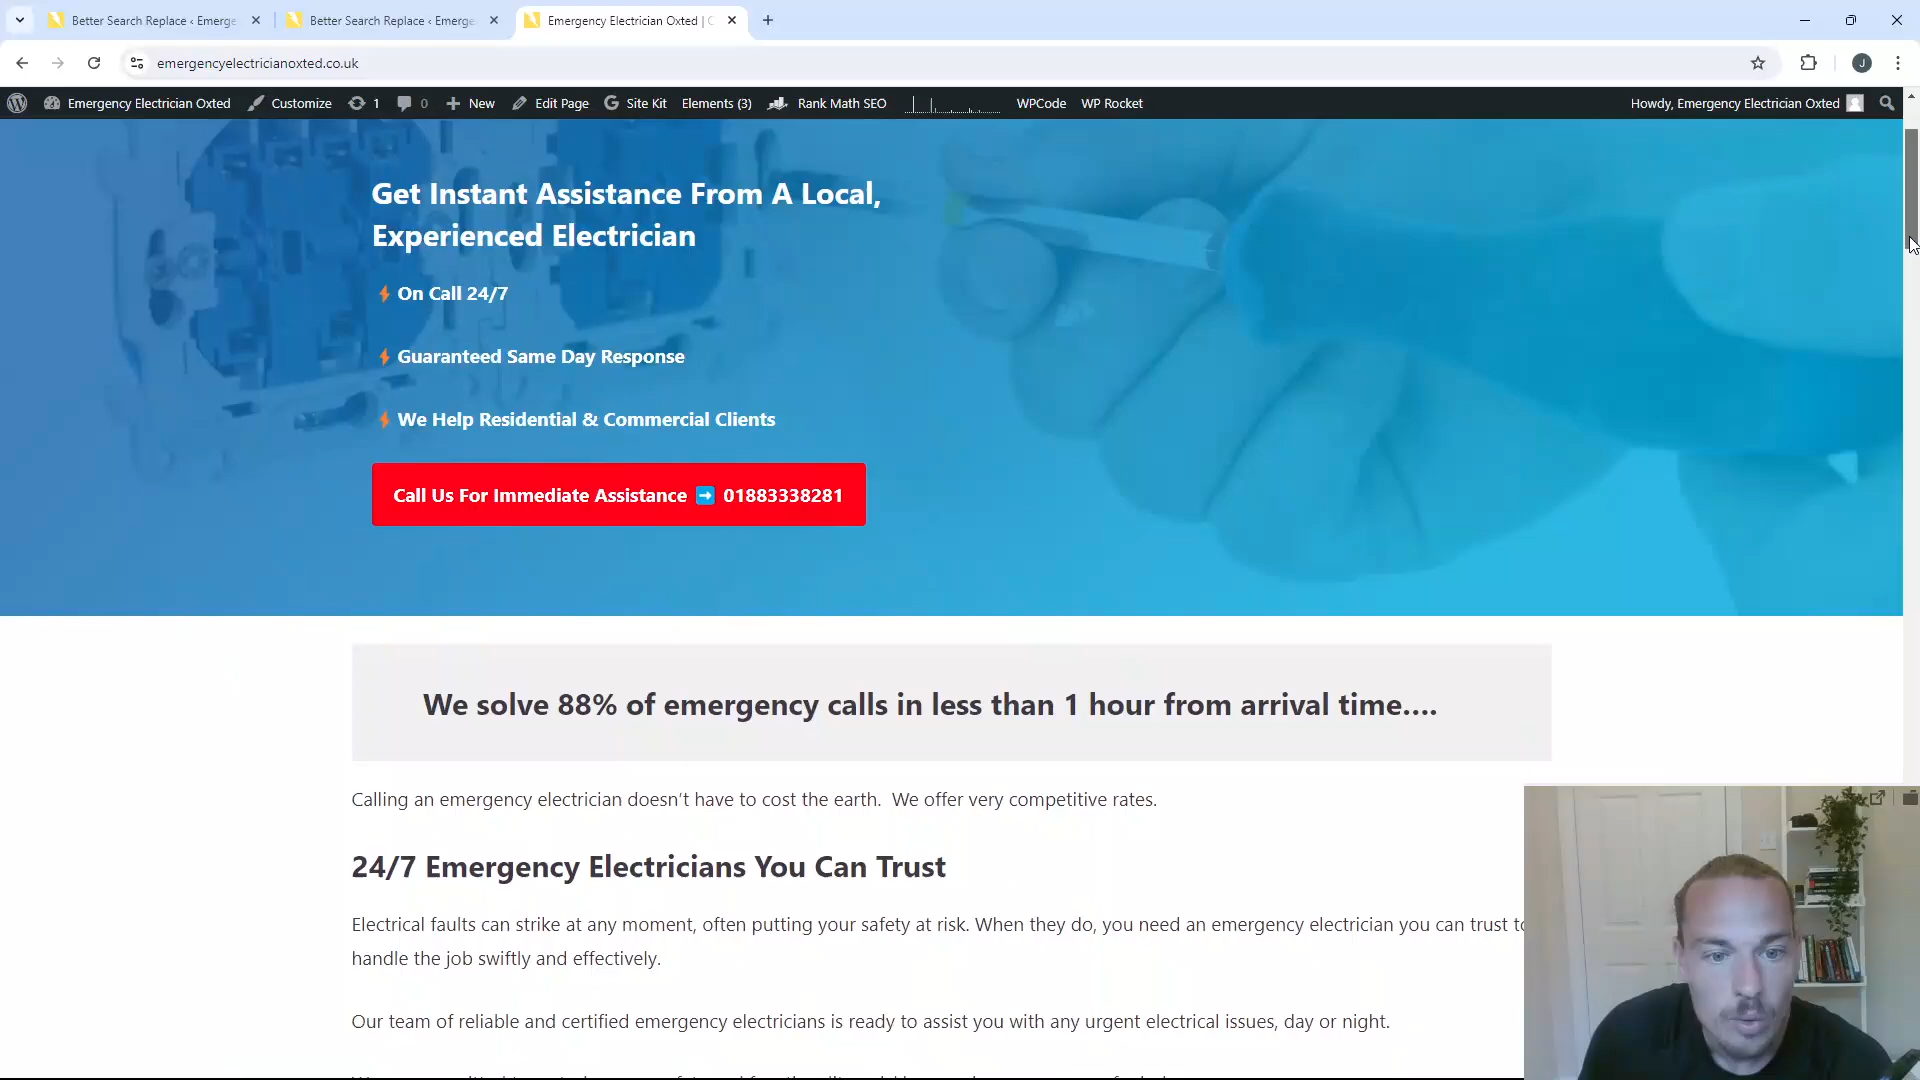 Better Search Replace ‹ Emerge
Better Search Replace ‹ Emerge
Emergency Electrician Oxted | C
emergencyelectricianoxted.co.uk
J
Emergency Electrician Oxted
Customize
1
0
New
Edit Page
Site Kit
Elements (3)
Rank Math SEO
WPCode
WP Rocket
Howdy, Emergency Electrician Oxted
Get Instant Assistance From A Local,
Experienced Electrician
On Call 24/7
Guaranteed Same Day Response
We Help Residential & Commercial Clients
Call Us For Immediate Assistance ➡ 01883338281
We solve 88% of emergency calls in less than 1 hour from arrival time....
Calling an emergency electrician doesn't have to cost the earth.  We offer very competitive rates.
24/7 Emergency Electricians You Can Trust
Electrical faults can strike at any moment, often putting your safety at risk. When they do, you need an emergency electrician you can trust to
handle the job swiftly and effectively.
Our team of reliable and certified emergency electricians is ready to assist you with any urgent electrical issues, day or night.